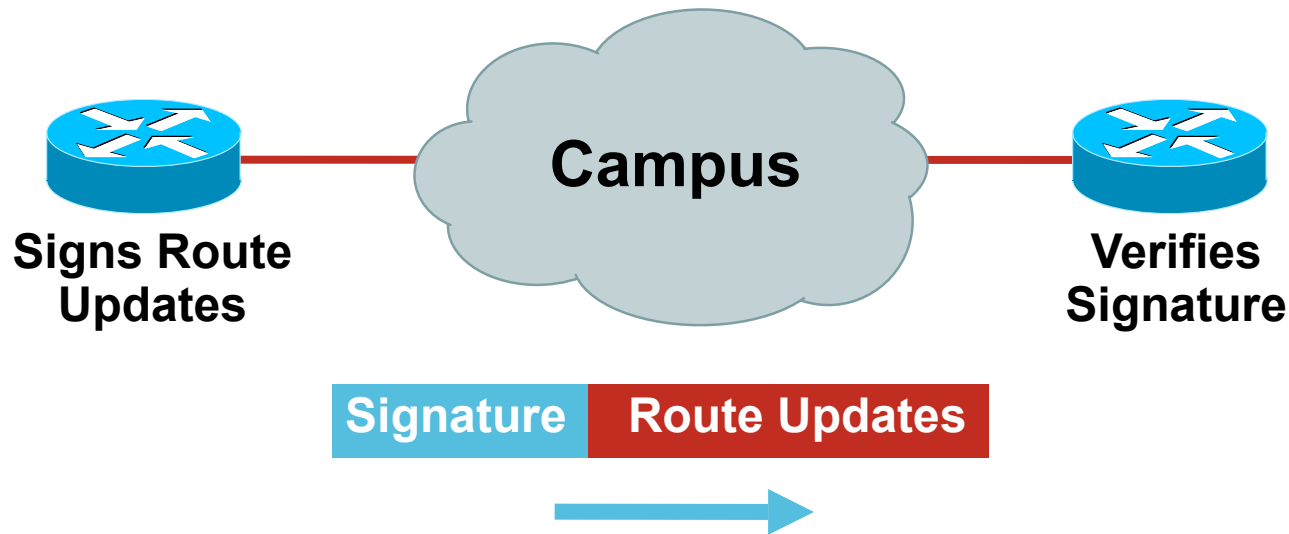 Campus
Signs Route
Updates
Verifies
Signature
Signature Route Updates